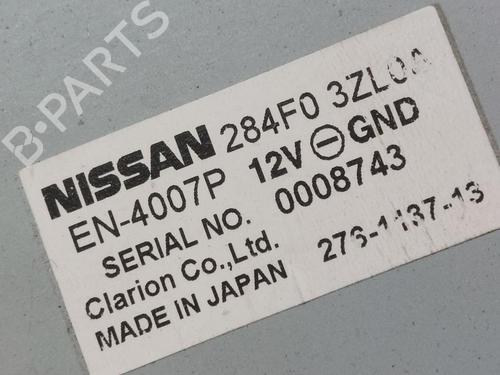 B-PARTS
NISSAN 284F0 3ZL0A
EN-4007P 12V ⊖ GND
SERIAL NO. 0008743
Clarion Co.,Ltd.
MADE IN JAPAN 276-1437-13